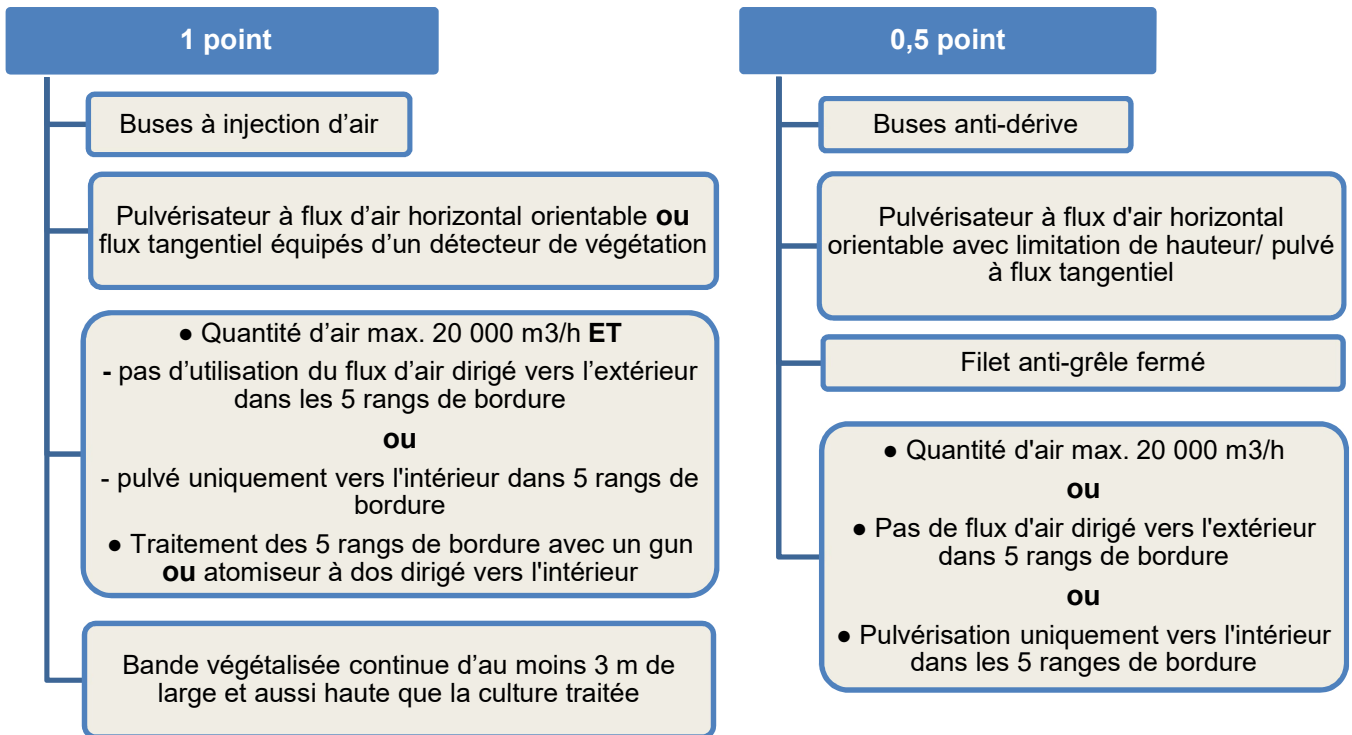 1 point
Buses à injection d’air
Pulvérisateur à flux d’air horizontal orientable ou
flux tangentiel équipés d’un détecteur de végétation
● Quantité d’air max. 20 000 m3/h ET
- pas d’utilisation du flux d’air dirigé vers l’extérieur
dans les 5 rangs de bordure
ou
- pulvé uniquement vers l'intérieur dans 5 rangs de
bordure
● Traitement des 5 rangs de bordure avec un gun
ou atomiseur à dos dirigé vers l'intérieur
Bande végétalisée continue d’au moins 3 m de
large et aussi haute que la culture traitée
0,5 point
Buses anti-dérive
Pulvérisateur à flux d'air horizontal
orientable avec limitation de hauteur/ pulvé
à flux tangentiel
Filet anti-grêle fermé
● Quantité d'air max. 20 000 m3/h
ou
● Pas de flux d'air dirigé vers l'extérieur
dans 5 rangs de bordure
ou
● Pulvérisation uniquement vers l'intérieur
dans les 5 ranges de bordure